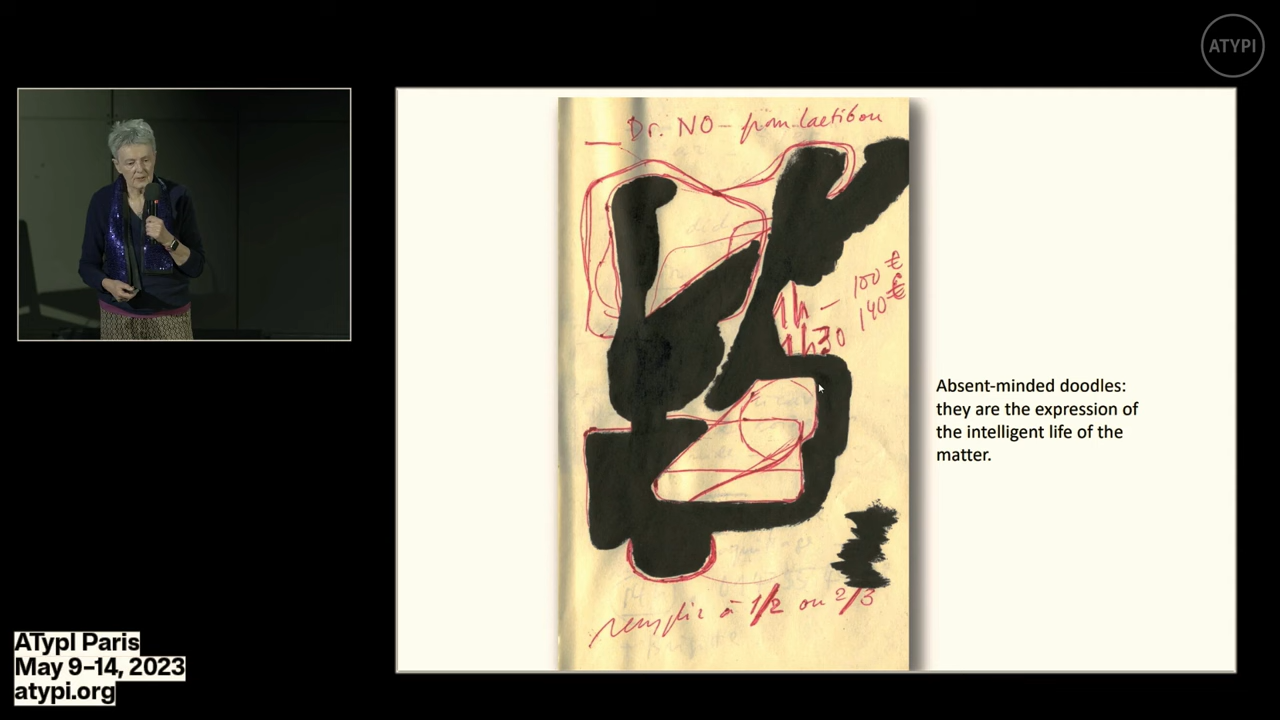 ATYPI
Dr. NO –
1h – 100 €
1h30 140 €
remplir à 1/2 ou 2/3
Absent-minded doodles:
they are the expression of
the intelligent life of the
matter.
ATypI Paris
May 9–14, 2023
atypi.org